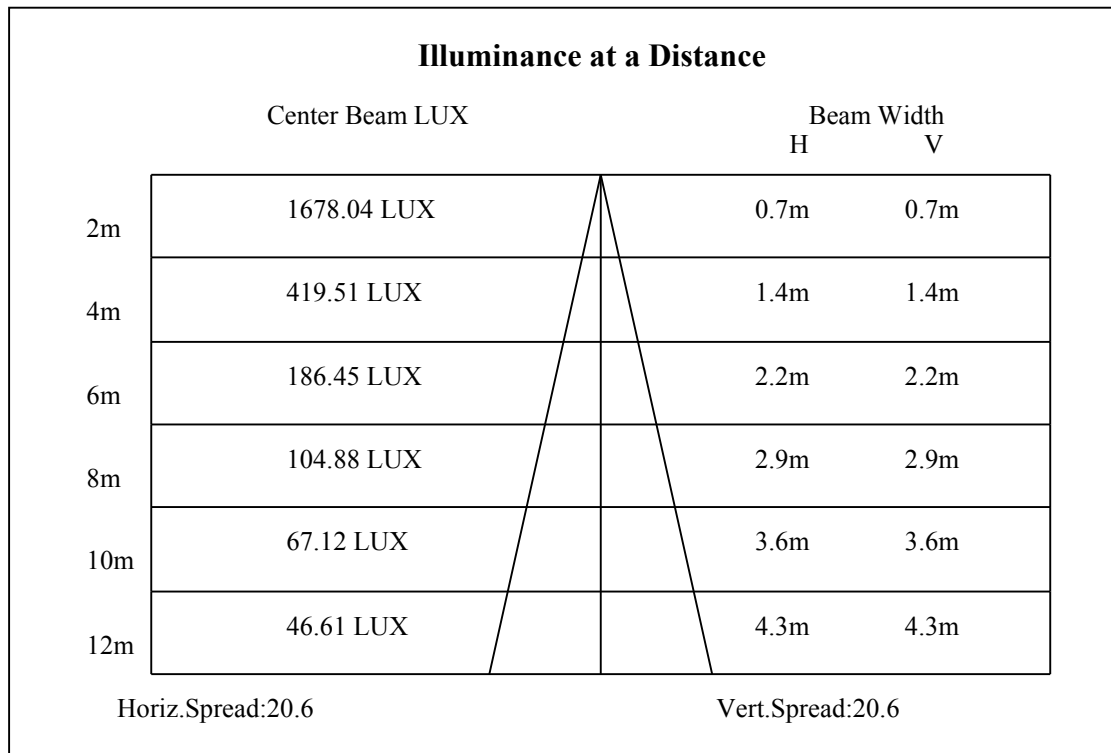 Illuminance at a Distance
Center Beam LUX Beam Width
H V
2m 1678.04 LUX 0.7m 0.7m
4m 419.51 LUX 1.4m 1.4m
6m 186.45 LUX 2.2m 2.2m
8m 104.88 LUX 2.9m 2.9m
10m 67.12 LUX 3.6m 3.6m
12m 46.61 LUX 4.3m 4.3m
Horiz.Spread:20.6 Vert.Spread:20.6